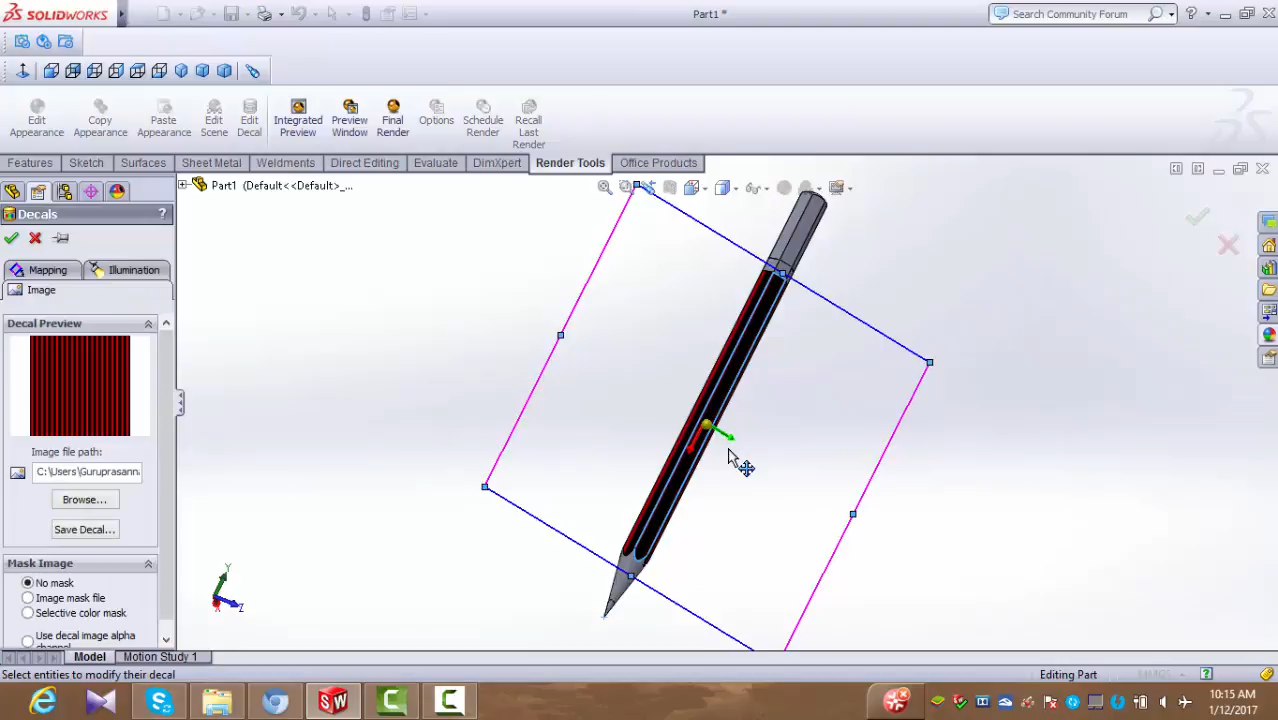 SOLIDWORKS
Part1 *
Search Community Forum
?
Edit Appearance
Copy Appearance
Paste Appearance
Edit Scene
Edit Decal
Integrated Preview
Preview Window
Final Render
Options
Schedule Render
Recall Last Render
Features
Sketch
Surfaces
Sheet Metal
Weldments
Direct Editing
Evaluate
DimXpert
Render Tools
Office Products
Part1 (Default<<Default>_...
Decals
?
Mapping
Illumination
Image
Decal Preview
Image file path:
C:\Users\Guruprasanna
Browse...
Save Decal...
Mask Image
No mask
Image mask file
Selective color mask
Use decal image alpha
channel
Y
X
Z
Model
Motion Study 1
Select entities to modify their decal
Editing Part
MMGS
?
SW
C
C
10:15 AM
1/12/2017